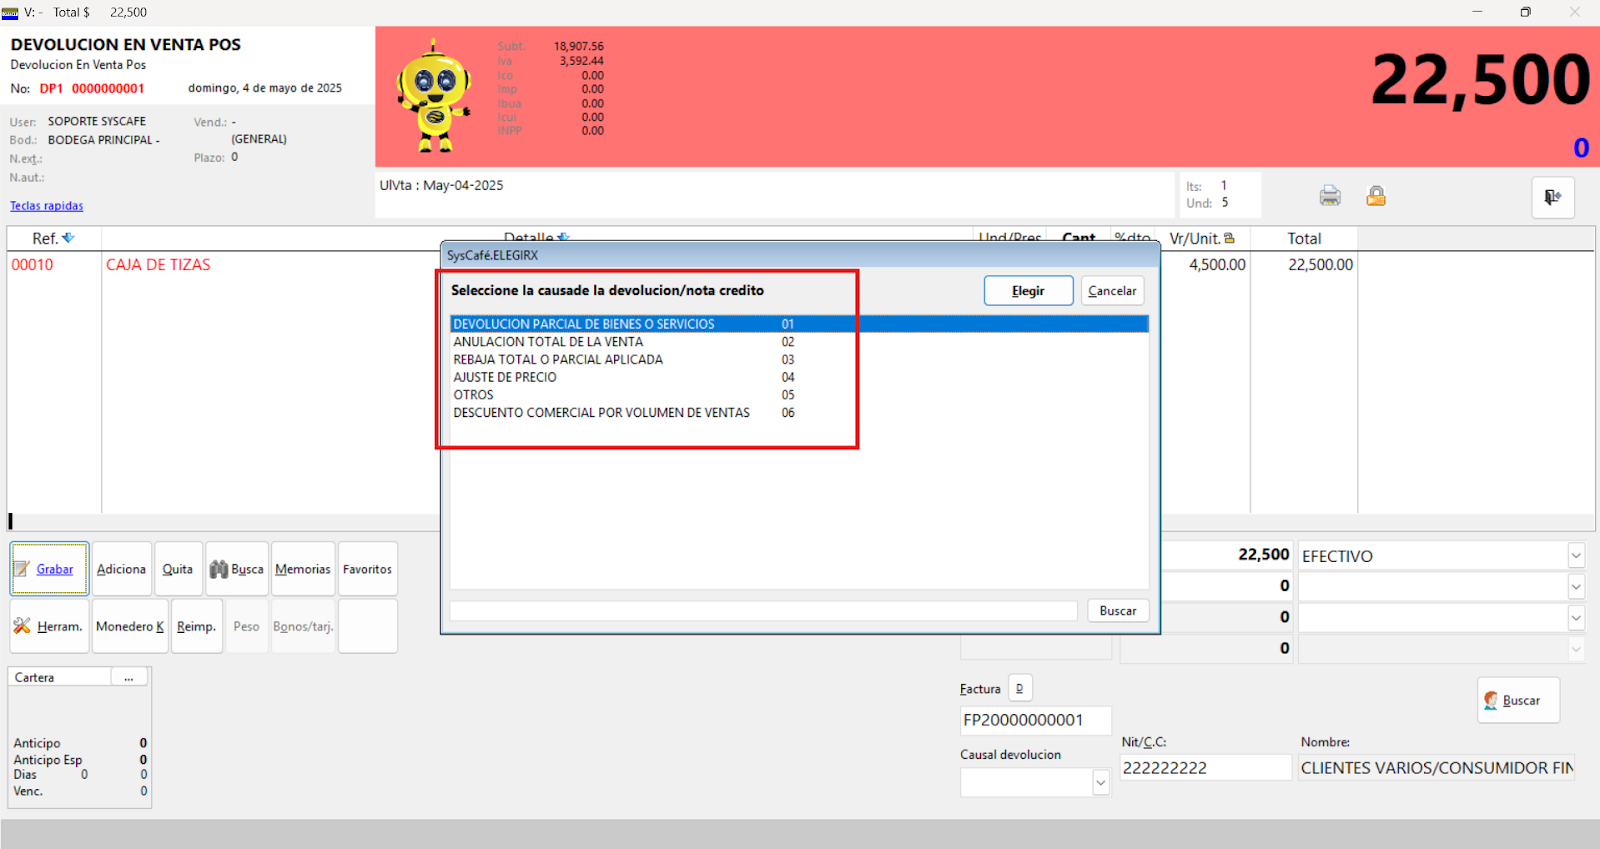 V: - Total $ 22,500
DEVOLUCION EN VENTA POS
Devolucion En Venta Pos
No: DP1 0000000001 domingo, 4 de mayo de 2025
User: SOPORTE SYSCAFE Vend.: -
Bod.: BODEGA PRINCIPAL - (GENERAL)
N.ext.: Plazo: 0
N.aut.:
Teclas rapidas
Subt. 18,907.56
Iva 3,592.44
Ico 0.00
Imp 0.00
Ibua 0.00
Icui 0.00
INPP 0.00
22,500
0
UlVta : May-04-2025
Its: 1
Und: 5
Ref. Detalle Und/Pres Cant %dto Vr/Unit. Total
00010 CAJA DE TIZAS 4,500.00 22,500.00
SysCafé.ELEGIRX
Seleccione la causade la devolucion/nota credito
Elegir Cancelar
DEVOLUCION PARCIAL DE BIENES O SERVICIOS 01
ANULACION TOTAL DE LA VENTA 02
REBAJA TOTAL O PARCIAL APLICADA 03
AJUSTE DE PRECIO 04
OTROS 05
DESCUENTO COMERCIAL POR VOLUMEN DE VENTAS 06
Buscar
Grabar Adiciona Quita Busca Memorias Favoritos
Herram. Monedero K Reimp. Peso Bonos/tarj.
22,500 EFECTIVO
0
0
0
Cartera ...
Anticipo 0
Anticipo Esp 0
Dias 0 0
Venc. 0
Factura D
FP20000000001
Causal devolucion
Buscar
Nit/C.C: Nombre:
222222222 CLIENTES VARIOS/CONSUMIDOR FIN